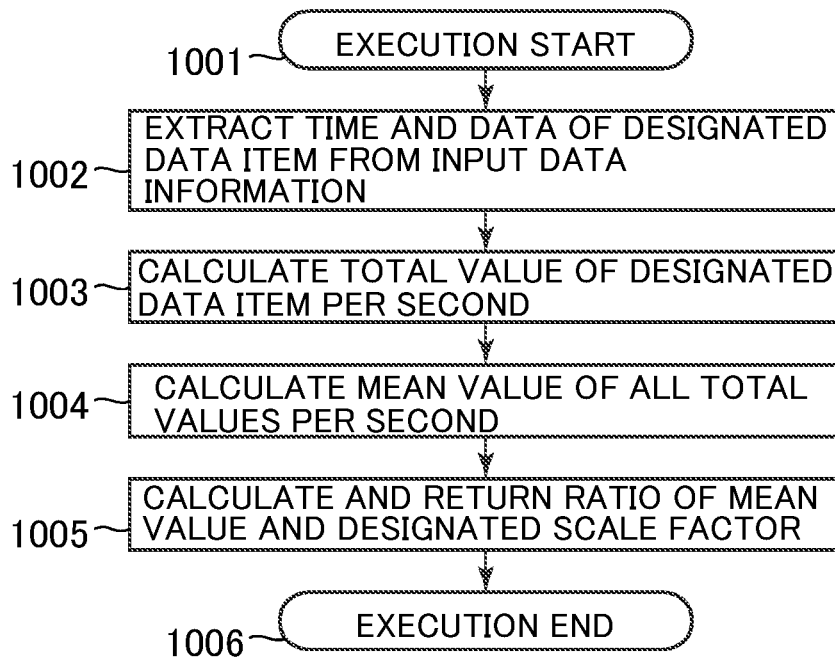 1001
EXECUTION START
1002
EXTRACT TIME AND DATA OF DESIGNATED
DATA ITEM FROM INPUT DATA
INFORMATION
1003
CALCULATE TOTAL VALUE OF DESIGNATED
DATA ITEM PER SECOND
1004
CALCULATE MEAN VALUE OF ALL TOTAL
VALUES PER SECOND
1005
CALCULATE AND RETURN RATIO OF MEAN
VALUE AND DESIGNATED SCALE FACTOR
1006
EXECUTION END